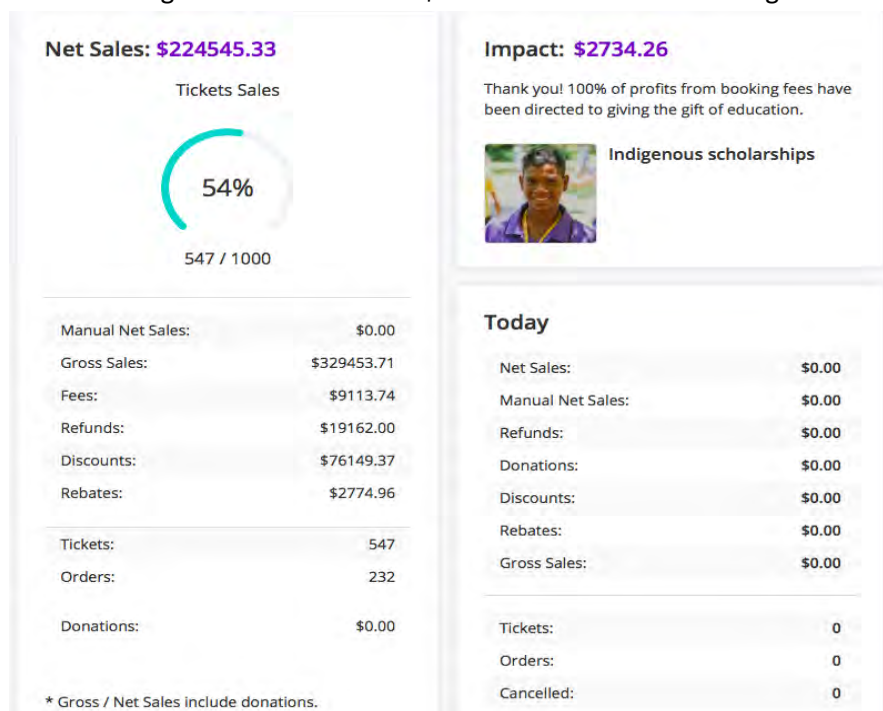 Net Sales: $224545.33
Tickets Sales
54%
547 / 1000
Manual Net Sales: $0.00
Gross Sales: $329453.71
Fees: $9113.74
Refunds: $19162.00
Discounts: $76149.37
Rebates: $2774.96
Tickets: 547
Orders: 232
Donations: $0.00
* Gross / Net Sales include donations.
Impact: $2734.26
Thank you! 100% of profits from booking fees have
been directed to giving the gift of education.
Indigenous scholarships
Today
Net Sales: $0.00
Manual Net Sales: $0.00
Refunds: $0.00
Donations: $0.00
Discounts: $0.00
Rebates: $0.00
Gross Sales: $0.00
Tickets: 0
Orders: 0
Cancelled: 0